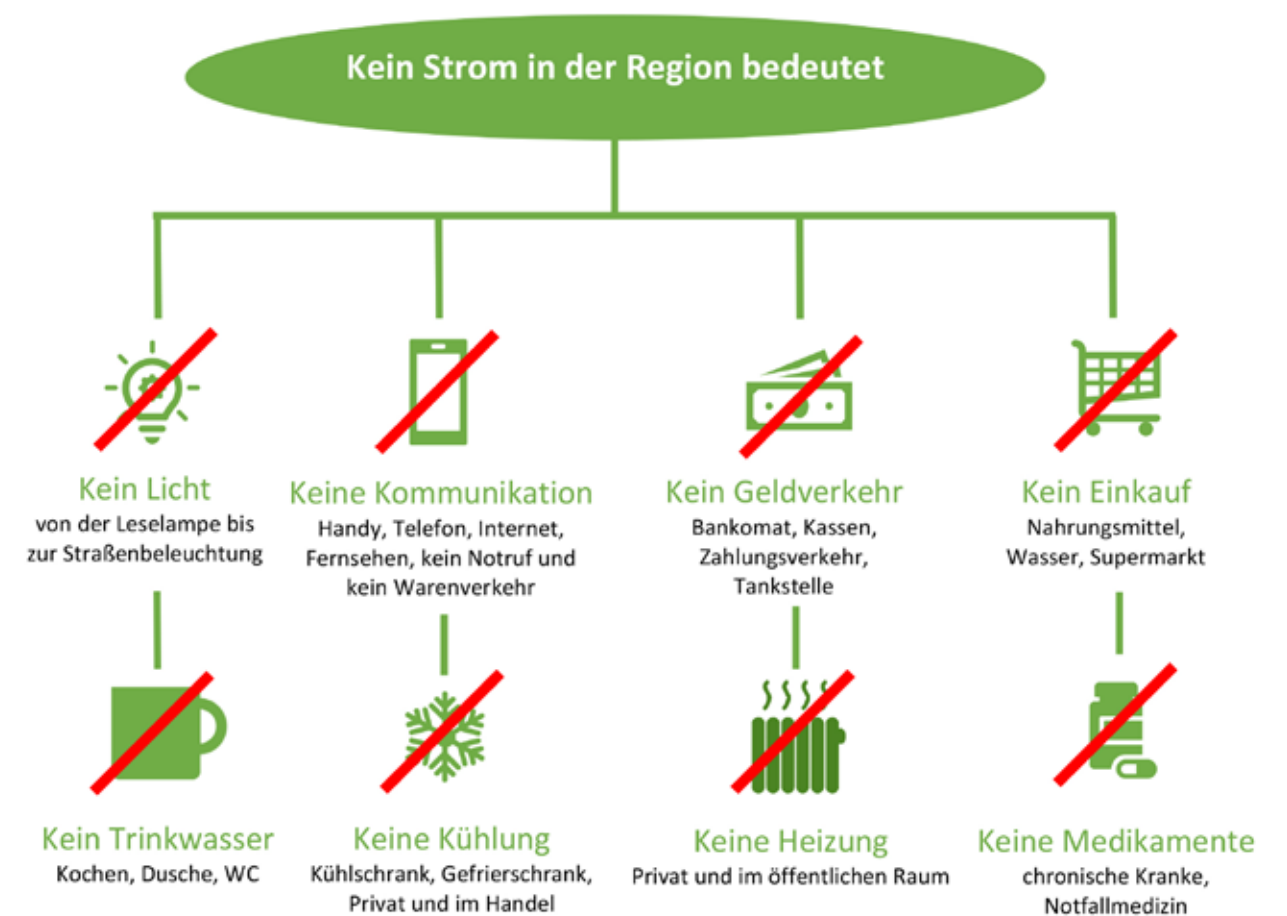 Kein Strom in der Region bedeutet
Kein Licht
von der Leselampe bis
zur Straßenbeleuchtung
Keine Kommunikation
Handy, Telefon, Internet,
Fernsehen, kein Notruf und
kein Warenverkehr
Kein Geldverkehr
Bankomat, Kassen,
Zahlungsverkehr,
Tankstelle
Kein Einkauf
Nahrungsmittel,
Wasser, Supermarkt
Kein Trinkwasser
Kochen, Dusche, WC
Keine Kühlung
Kühlschrank, Gefrierschrank,
Privat und im Handel
Keine Heizung
Privat und im öffentlichen Raum
Keine Medikamente
chronische Kranke,
Notfallmedizin